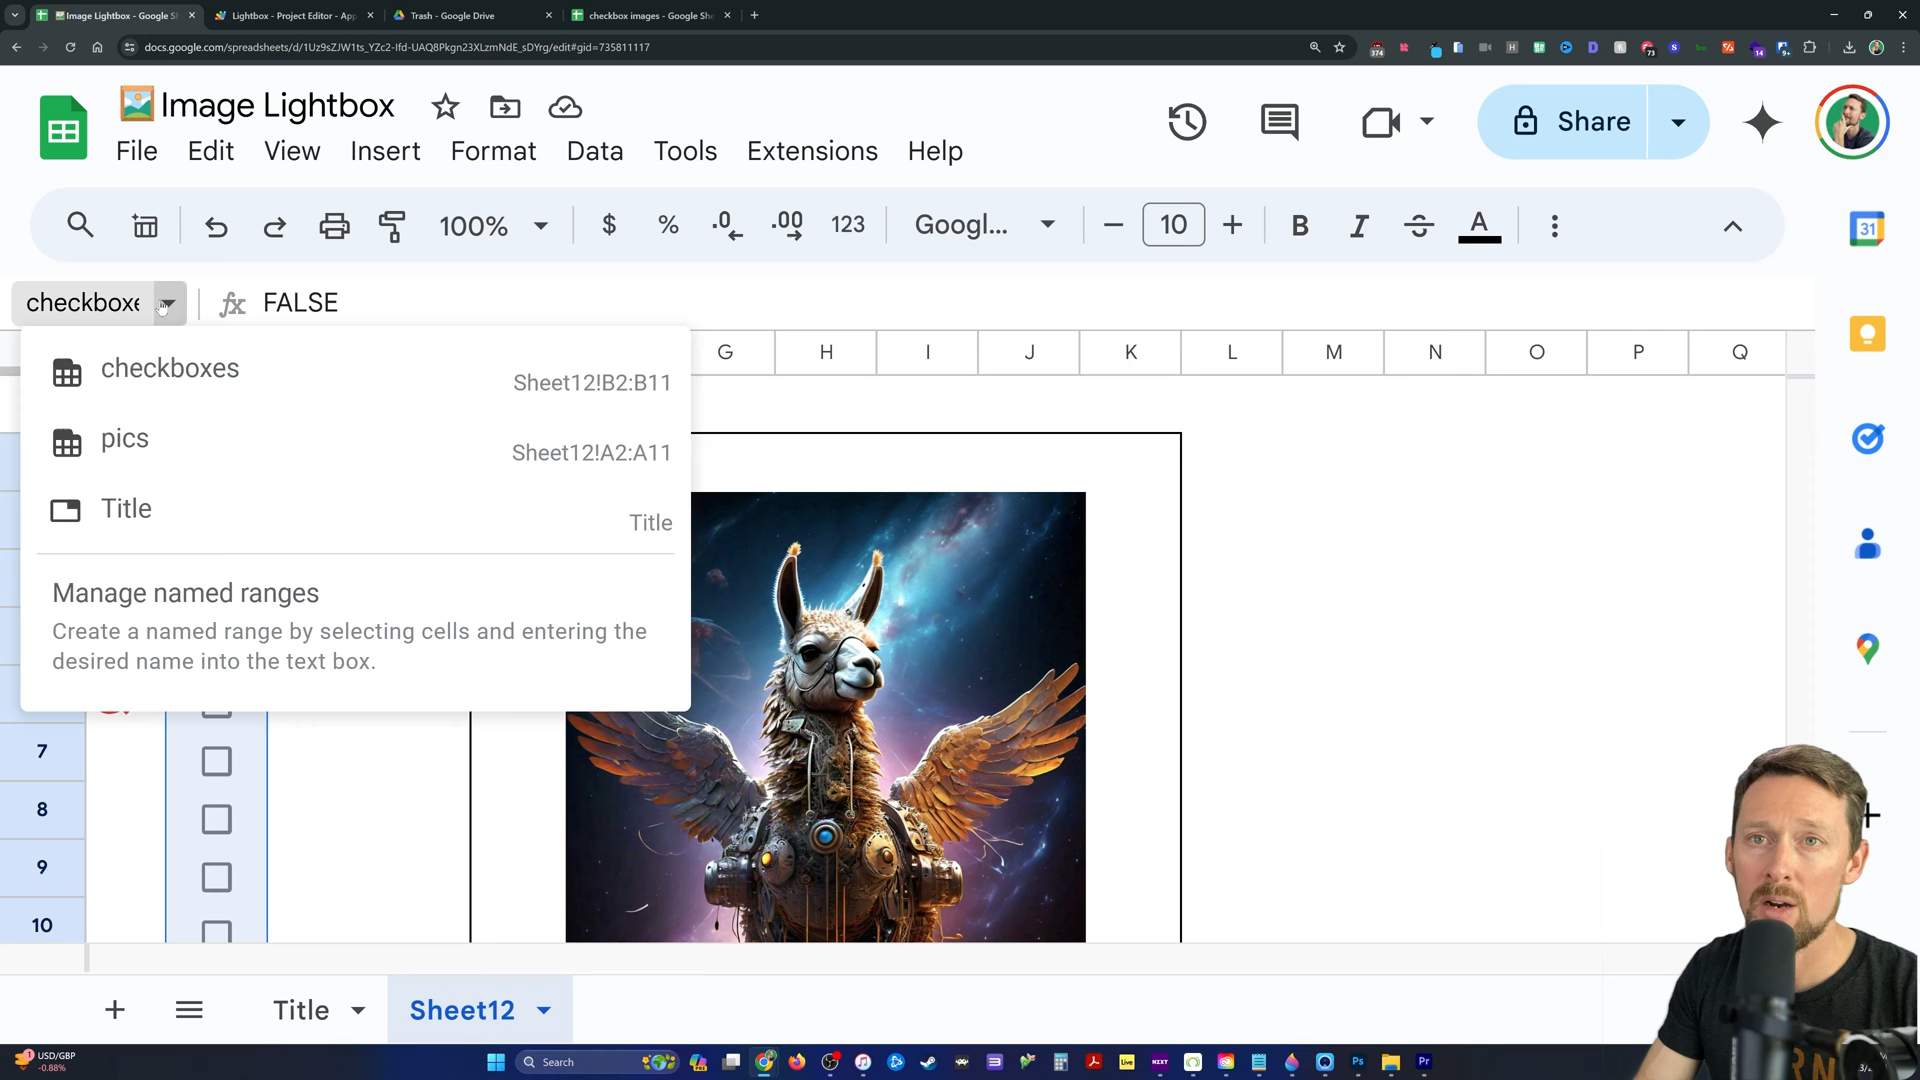 Image Lightbox - Google Sh
Lightbox - Project Editor - App
Trash - Google Drive
checkbox images - Google She
docs.google.com/spreadsheets/d/1Uz9sZJW1ts_YZc2-Ifd-UAQ8Pkgn23XLzmNdE_sDYrg/edit#gid=735811117
Image Lightbox
Share
File Edit View Insert Format Data Tools Extensions Help
100% $ % .0 .00 123 Googl... 10 B I S A
31
checkboxe
fx FALSE
checkboxes
Sheet12!B2:B11
pics
Sheet12!A2:A11
Title
Title
Manage named ranges
Create a named range by selecting cells and entering the
desired name into the text box.
G H I J K L M N O P Q
7
8
9
10
Title
Sheet12
USD/GBP
-0.88%
Search